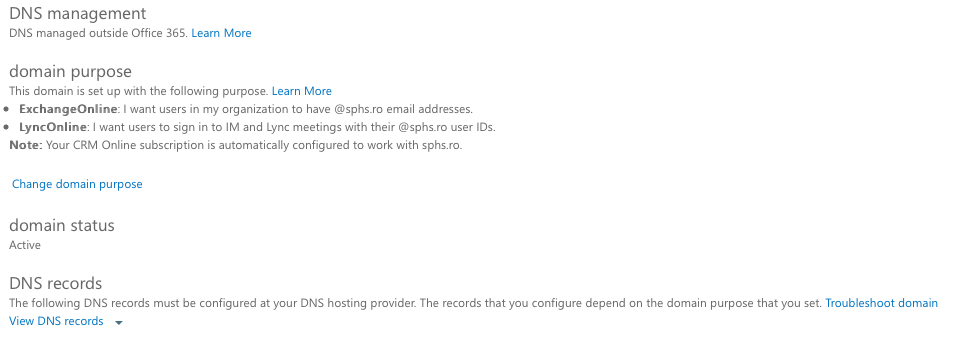 DNS management
DNS managed outside Office 365. Learn More
domain purpose
This domain is set up with the following purpose. Learn More
• ExchangeOnline: I want users in my organization to have @sphs.ro email addresses.
• LyncOnline: I want users to sign in to IM and Lync meetings with their @sphs.ro user IDs.
Note: Your CRM Online subscription is automatically configured to work with sphs.ro.
Change domain purpose
domain status
Active
DNS records
The following DNS records must be configured at your DNS hosting provider. The records that you configure depend on the domain purpose that you set. Troubleshoot domain
View DNS records